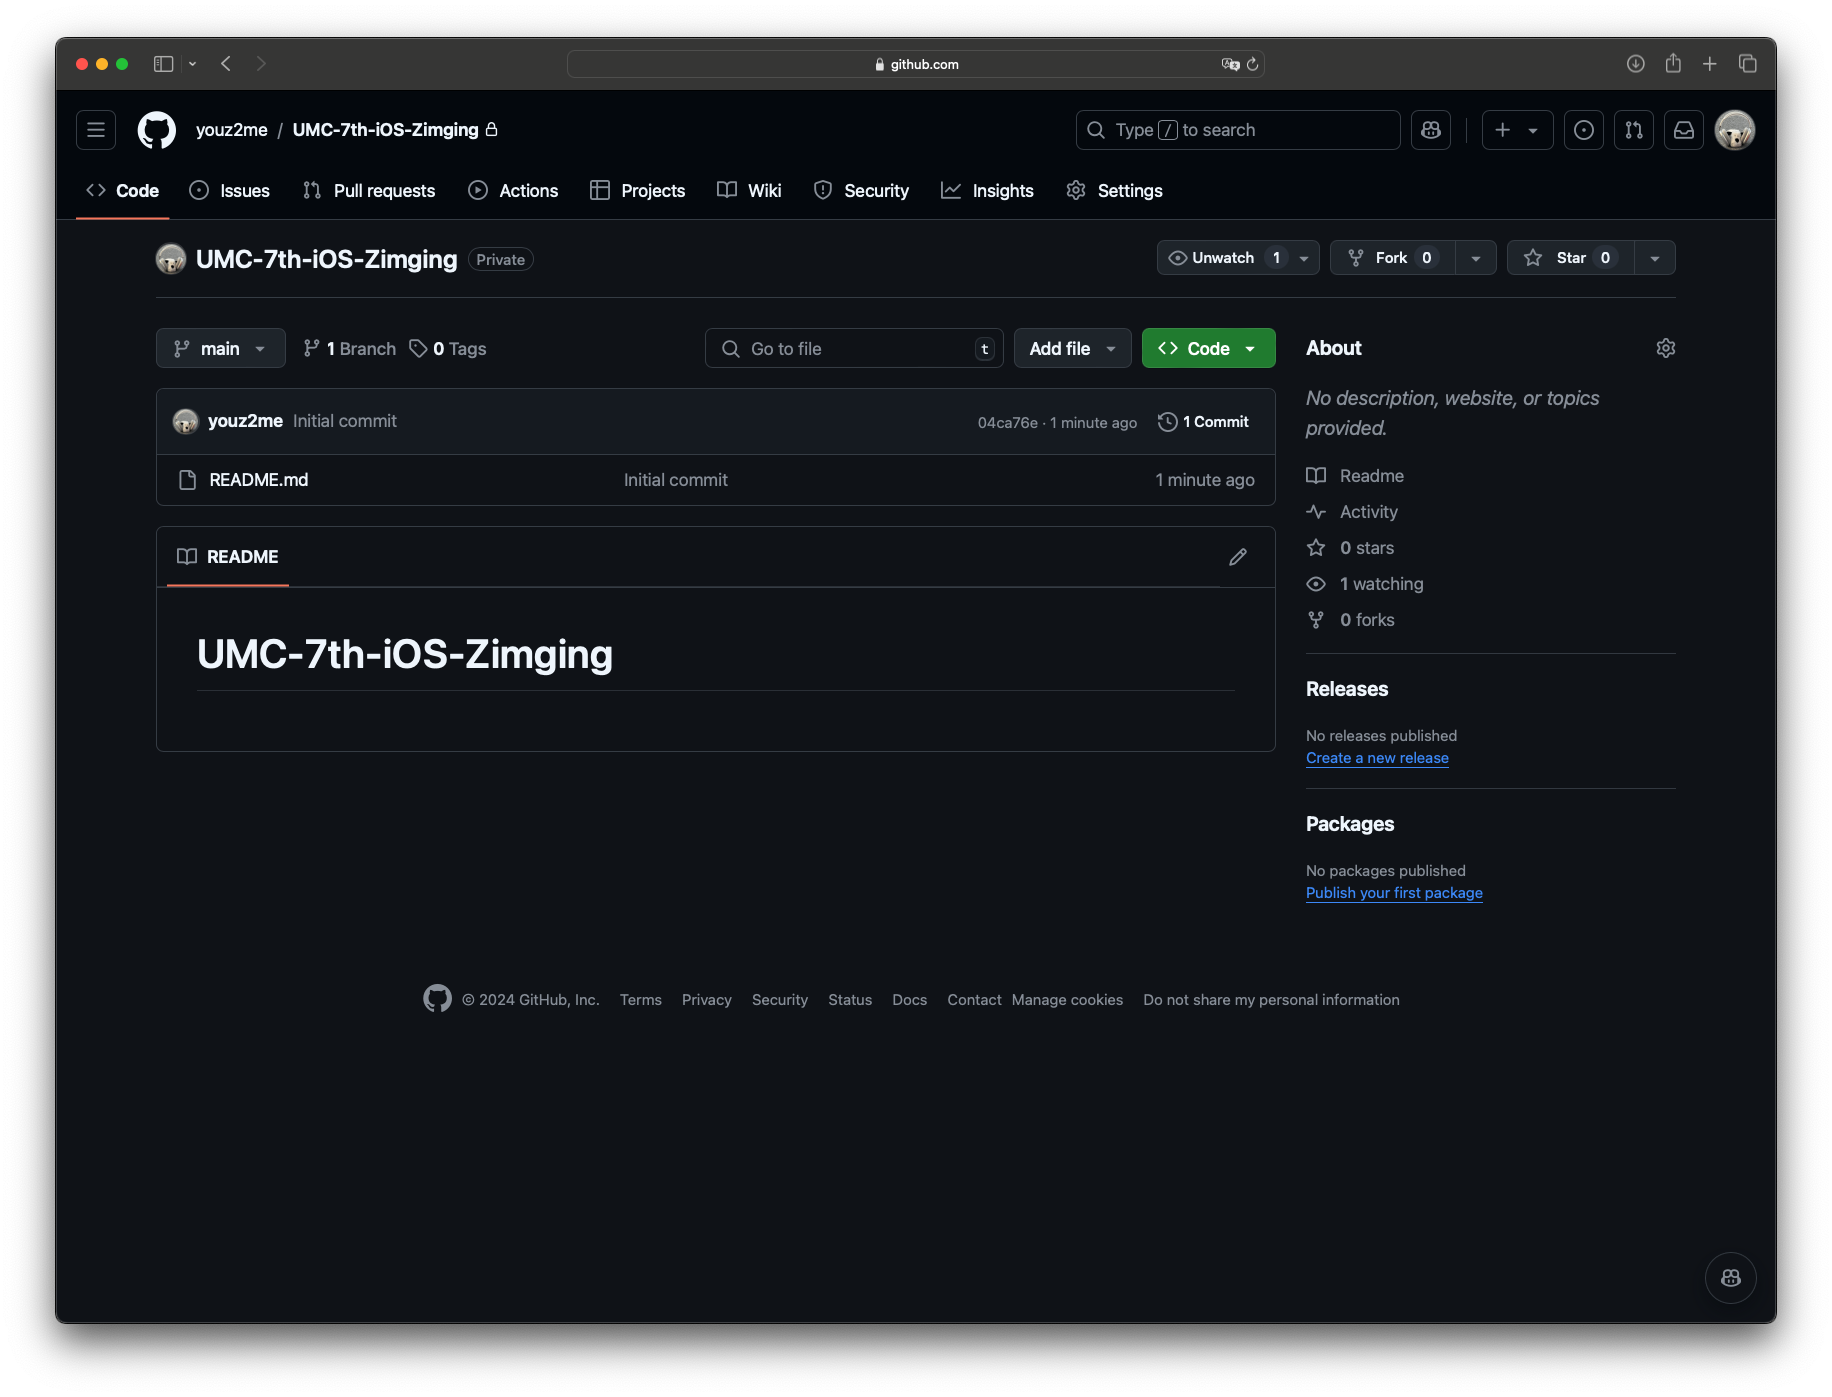 github.com
youz2me / UMC-7th-iOS-Zimging
Type / to search
Code Issues Pull requests Actions Projects Wiki Security Insights Settings
UMC-7th-iOS-Zimging Private
Unwatch 1 Fork 0 Star 0
main 1 Branch 0 Tags
Go to file t Add file Code
youz2me Initial commit 04ca76e · 1 minute ago 1 Commit
README.md Initial commit 1 minute ago
README
UMC-7th-iOS-Zimging
About
No description, website, or topics
provided.
Readme
Activity
0 stars
1 watching
0 forks
Releases
No releases published
Create a new release
Packages
No packages published
Publish your first package
© 2024 GitHub, Inc. Terms Privacy Security Status Docs Contact Manage cookies Do not share my personal information